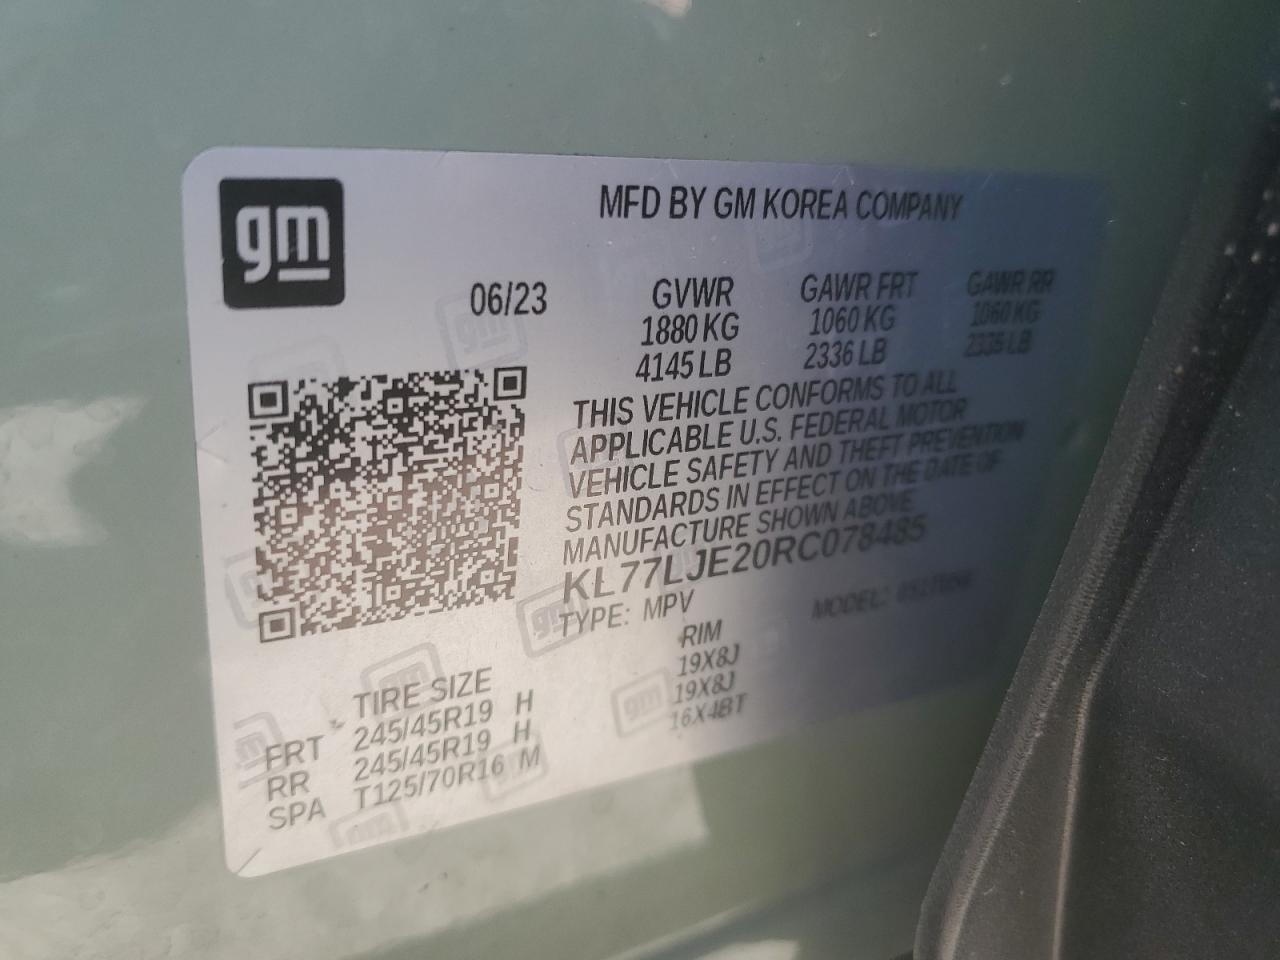 gm
MFD BY GM KOREA COMPANY
06/23 GVWR GAWR FRT GAWR RR
1880 KG 1060 KG 1060 KG
4145 LB 2336 LB 2336 LB
THIS VEHICLE CONFORMS TO ALL
APPLICABLE U.S. FEDERAL MOTOR
VEHICLE SAFETY AND THEFT PREVENTION
STANDARDS IN EFFECT ON THE DATE OF
MANUFACTURE SHOWN ABOVE
KL77LJE20RC078485
TYPE: MPV MODEL:
TIRE SIZE RIM
FRT 245/45R19 H 19X8J
RR 245/45R19 H 19X8J
SPA T125/70R16 M 16X4BT